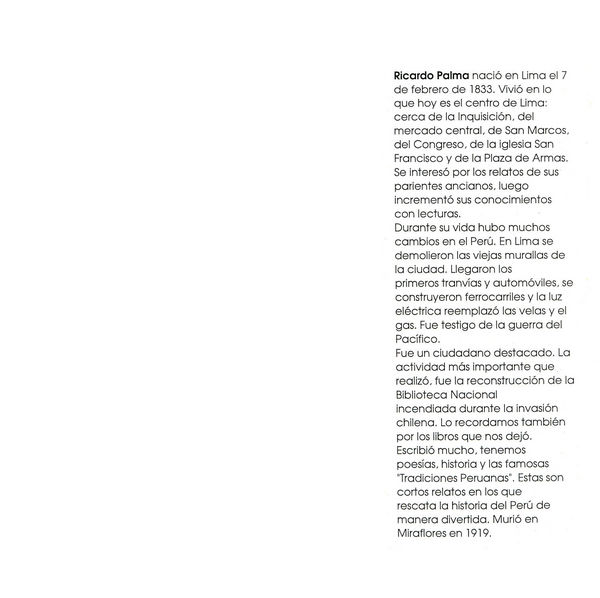 Ricardo Palma nació en Lima el 7
de febrero de 1833. Vivió en lo
que hoy es el centro de Lima:
cerca de la Inquisición, del
mercado central, de San Marcos,
del Congreso, de la iglesia San
Francisco y de la Plaza de Armas.
Se interesó por los relatos de sus
parientes ancianos, luego
incrementó sus conocimientos
con lecturas.
Durante su vida hubo muchos
cambios en el Perú. En Lima se
demolieron las viejas murallas de
la ciudad. Llegaron los
primeros tranvías y automóviles, se
construyeron ferrocarriles y la luz
eléctrica reemplazó las velas y el
gas. Fue testigo de la guerra del
Pacífico.
Fue un ciudadano destacado. La
actividad más importante que
realizó, fue la reconstrucción de la
Biblioteca Nacional
incendiada durante la invasión
chilena. Lo recordamos también
por los libros que nos dejó.
Escribió mucho, tenemos
poesías, historia y las famosas
"Tradiciones Peruanas". Estas son
cortos relatos en los que
rescata la historia del Perú de
manera divertida. Murió en
Miraflores en 1919.